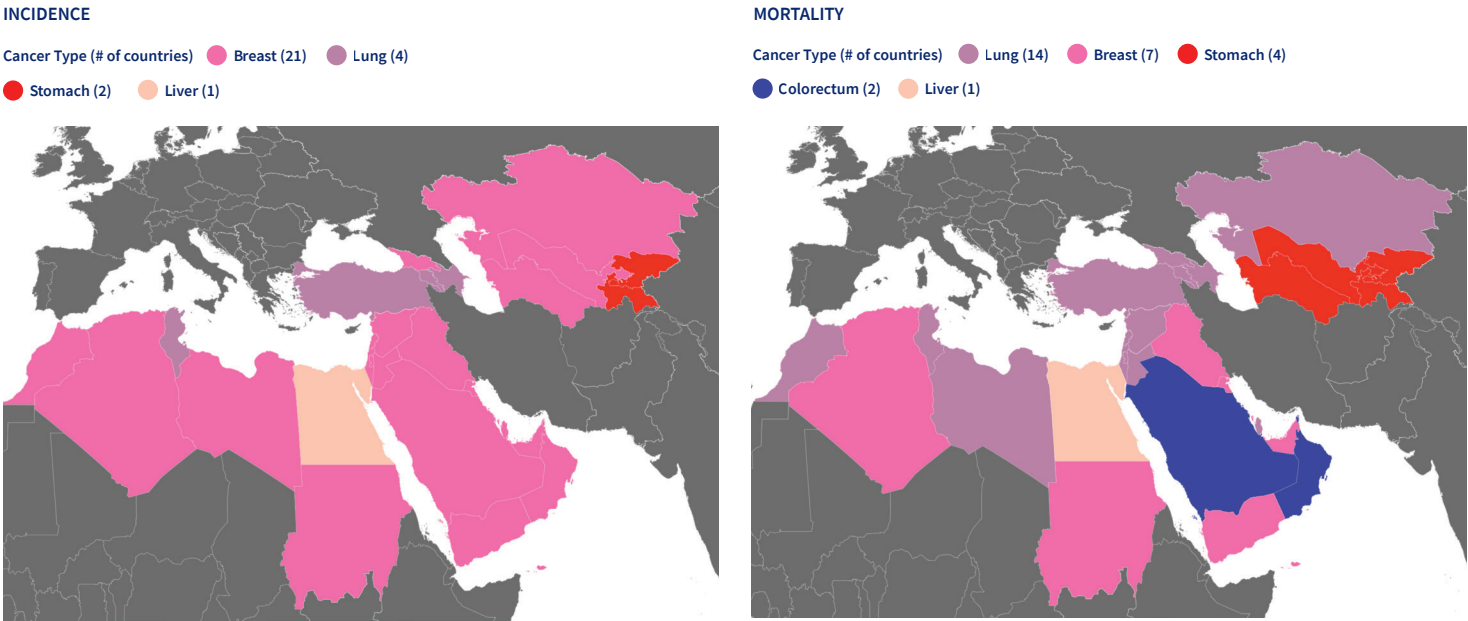 INCIDENCE
Cancer Type (# of countries) Breast (21) Lung (4)
Stomach (2) Liver (1)
MORTALITY
Cancer Type (# of countries) Lung (14) Breast (7) Stomach (4)
Colorectum (2) Liver (1)